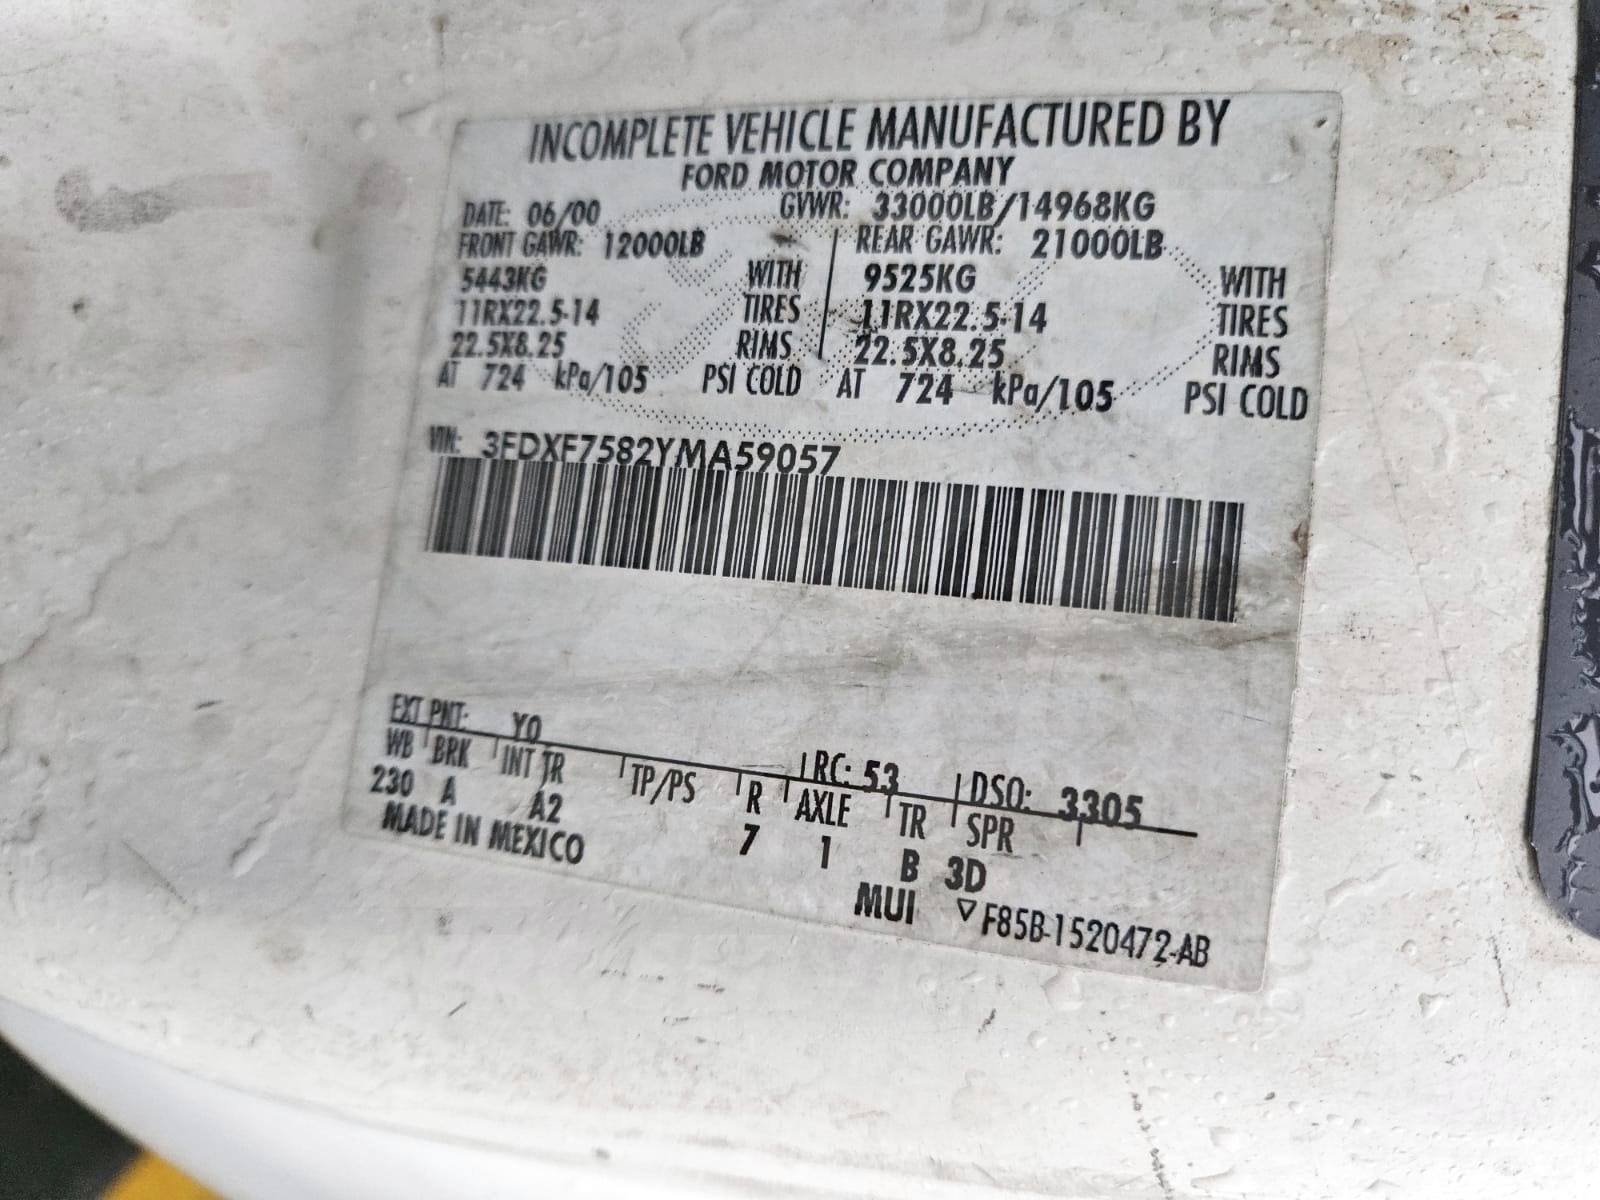 INCOMPLETE VEHICLE MANUFACTURED BY
FORD MOTOR COMPANY
DATE: 06/00 GVWR: 33000LB/14968KG
FRONT GAWR: 12000LB REAR GAWR: 21000LB
5443KG WITH 9525KG WITH
11RX22.5-14 TIRES 11RX22.5-14 TIRES
22.5X8.25 RIMS 22.5X8.25 RIMS
AT 724 kPa/105 PSI COLD AT 724 kPa/105 PSI COLD
VIN: 3FDXF7582YMA59057
EXT PNT: YO RC: 53 DSO: 3305
WB BRK INT TR TP/PS R AXLE TR SPR
230 A A2 7 1 B 3D
MADE IN MEXICO MUI ▽ F85B-1520472-AB